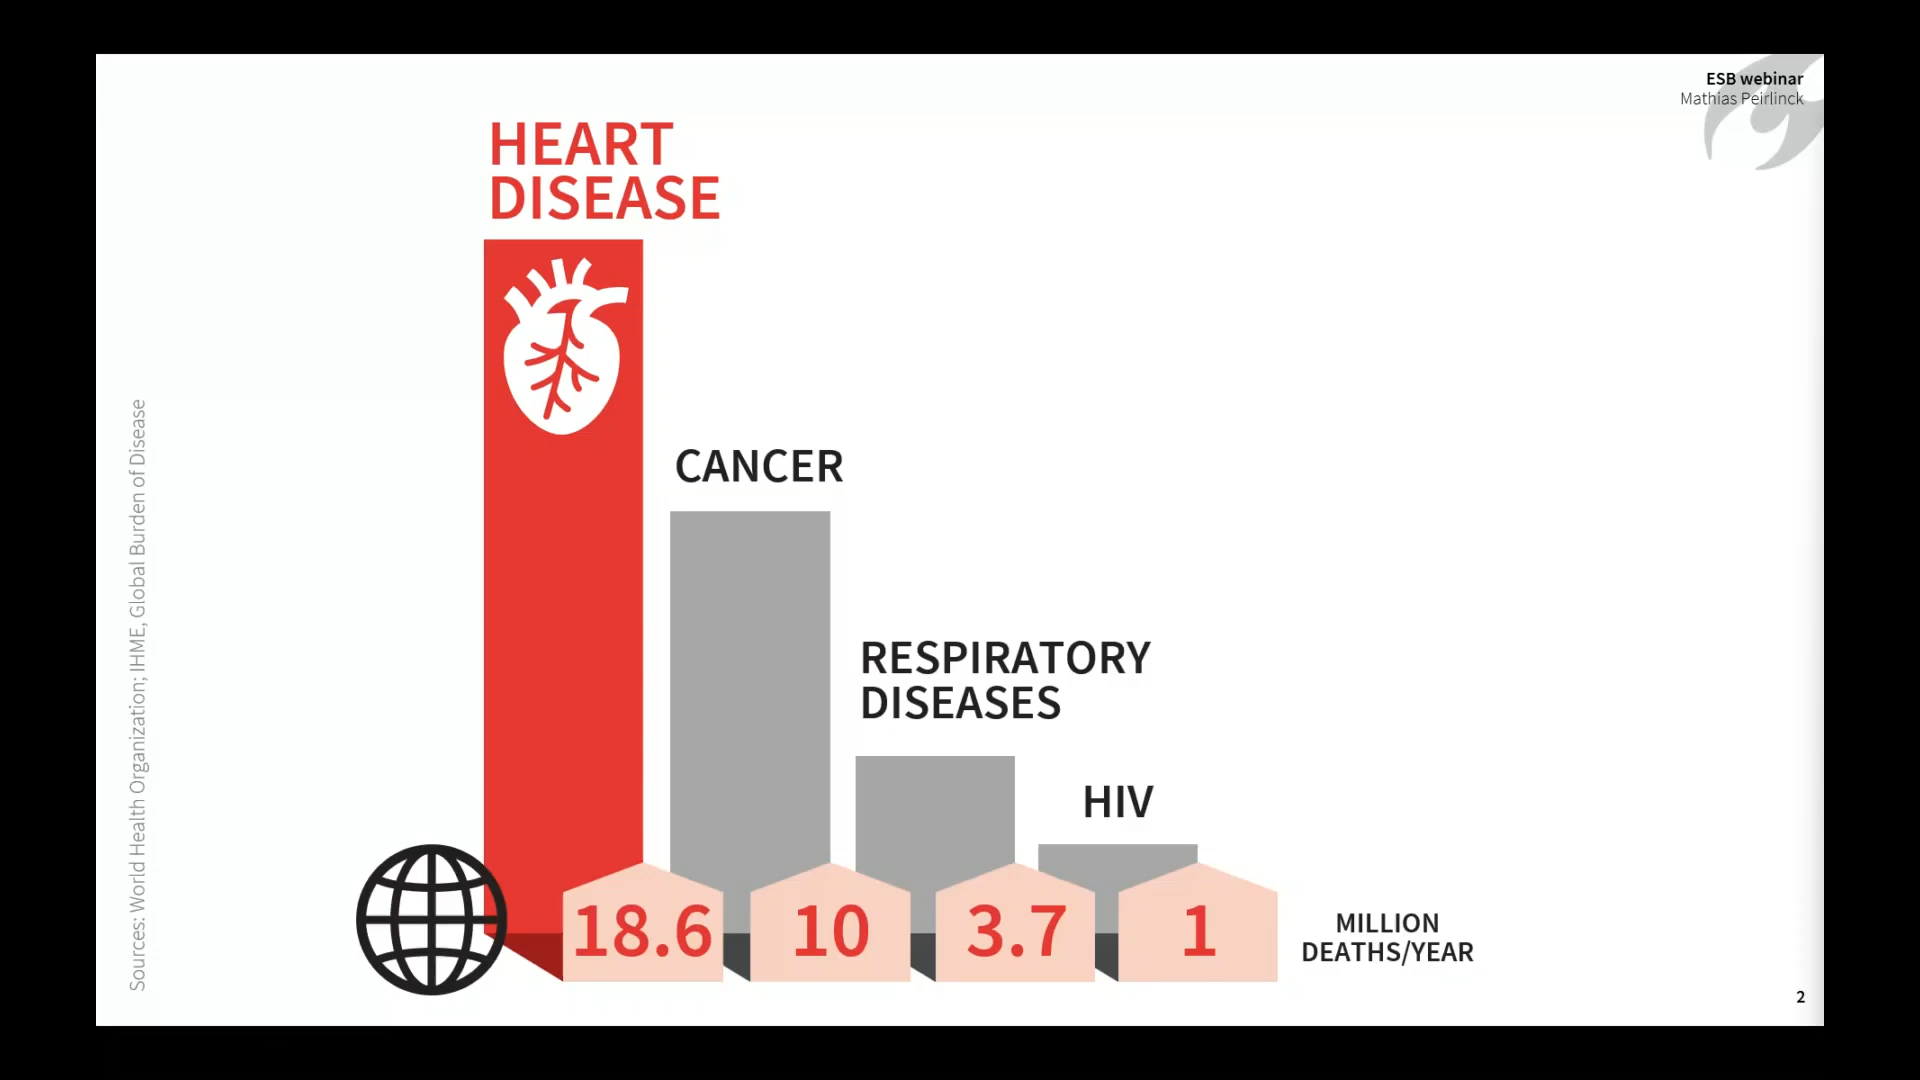 ESB webinar
Mathias Peirlinck
HEART
DISEASE
CANCER
RESPIRATORY
DISEASES
HIV
18.6
10
3.7
1
MILLION
DEATHS/YEAR
Sources: World Health Organization; IHME, Global Burden of Disease
2